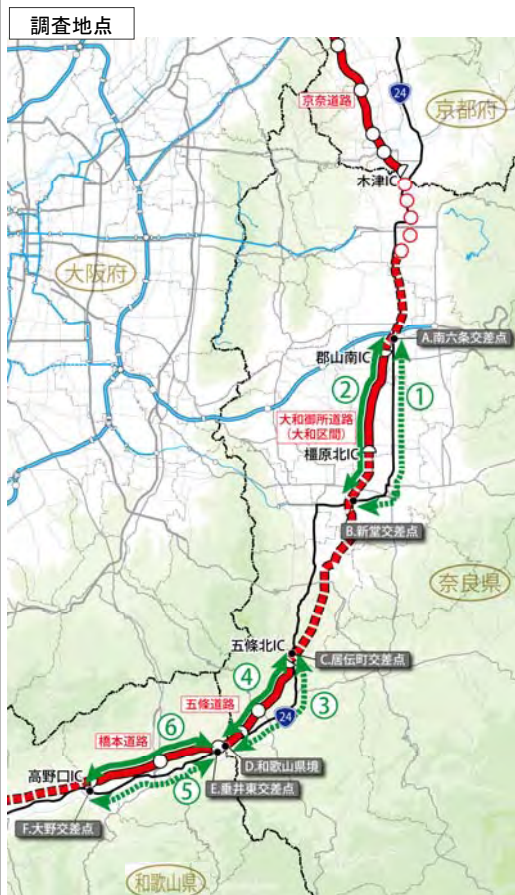 調査地点
京奈道路
24
京都府
木津IC
大阪府
A.南六条交差点
郡山南IC
②
①
大和御所道路
(大和区間)
橿原北IC
B.新堂交差点
奈良県
五條北IC
C.居伝町交差点
④
五條道路
③
24
⑥
橋本道路
D.和歌山県境
高野口IC
⑤
E.垂井東交差点
F.大野交差点
和歌山県